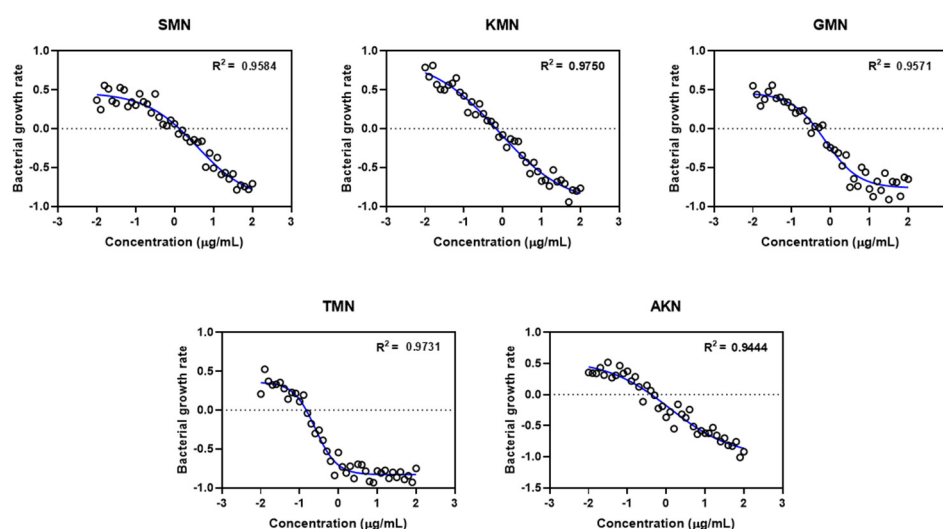 SMN
R² = 0.9584
Bacterial growth rate
1.0
0.5
0.0
-0.5
-1.0
-3 -2 -1 0 1 2 3
Concentration (μg/mL)
KMN
R² = 0.9750
Bacterial growth rate
1.0
0.5
0.0
-0.5
-1.0
-3 -2 -1 0 1 2 3
Concentration (μg/mL)
GMN
R² = 0.9571
Bacterial growth rate
1.0
0.5
0.0
-0.5
-1.0
-3 -2 -1 0 1 2 3
Concentration (μg/mL)
TMN
R² = 0.9731
Bacterial growth rate
1.0
0.5
0.0
-0.5
-1.0
-3 -2 -1 0 1 2 3
Concentration (μg/mL)
AKN
R² = 0.9444
Bacterial growth rate
1.0
0.5
0.0
-0.5
-1.0
-1.5
-3 -2 -1 0 1 2 3
Concentration (μg/mL)